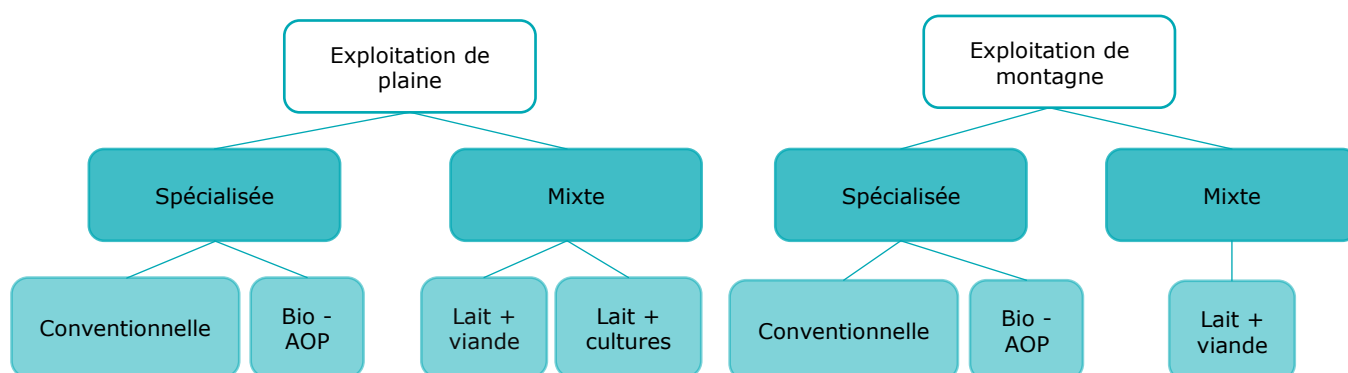 Exploitation de
plaine
Exploitation de
montagne
Spécialisée
Mixte
Spécialisée
Mixte
Conventionnelle
Bio -
AOP
Lait +
viande
Lait +
cultures
Conventionnelle
Bio -
AOP
Lait +
viande